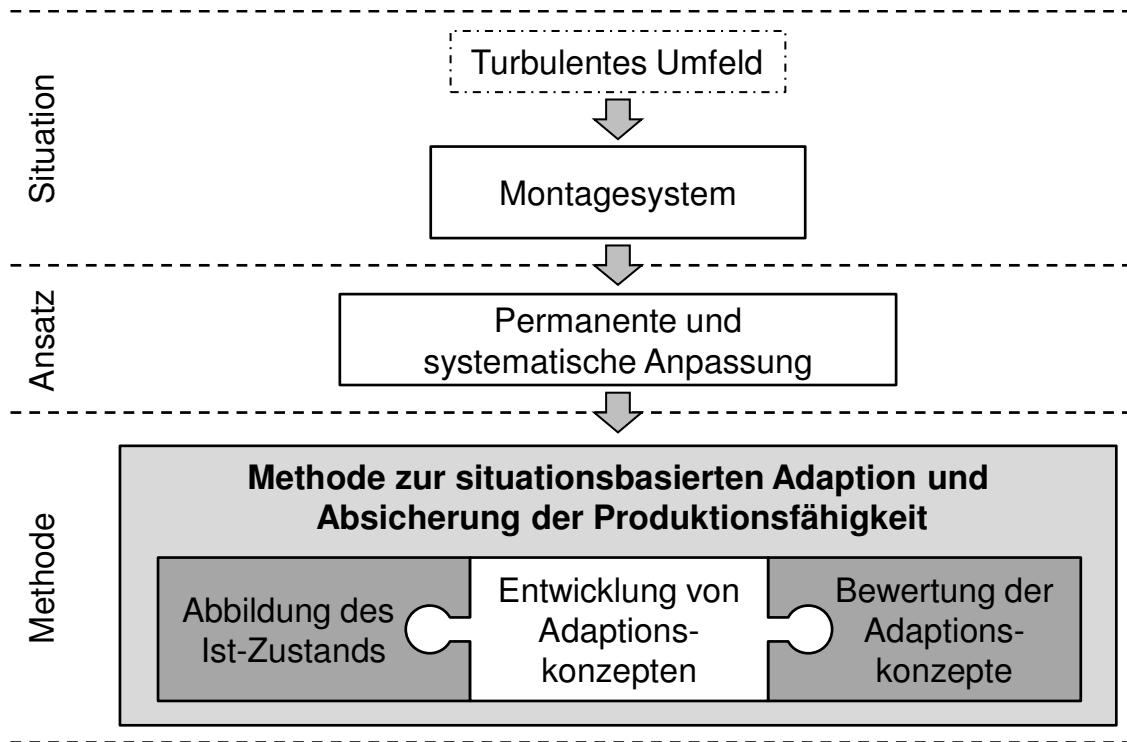 Situation
Turbulentes Umfeld
Montagesystem
Ansatz
Permanente und
systematische Anpassung
Methode
Methode zur situationsbasierten Adaption und
Absicherung der Produktionsfähigkeit
Abbildung des
Ist-Zustands
Entwicklung von
Adaptions-
konzepten
Bewertung der
Adaptions-
konzepte